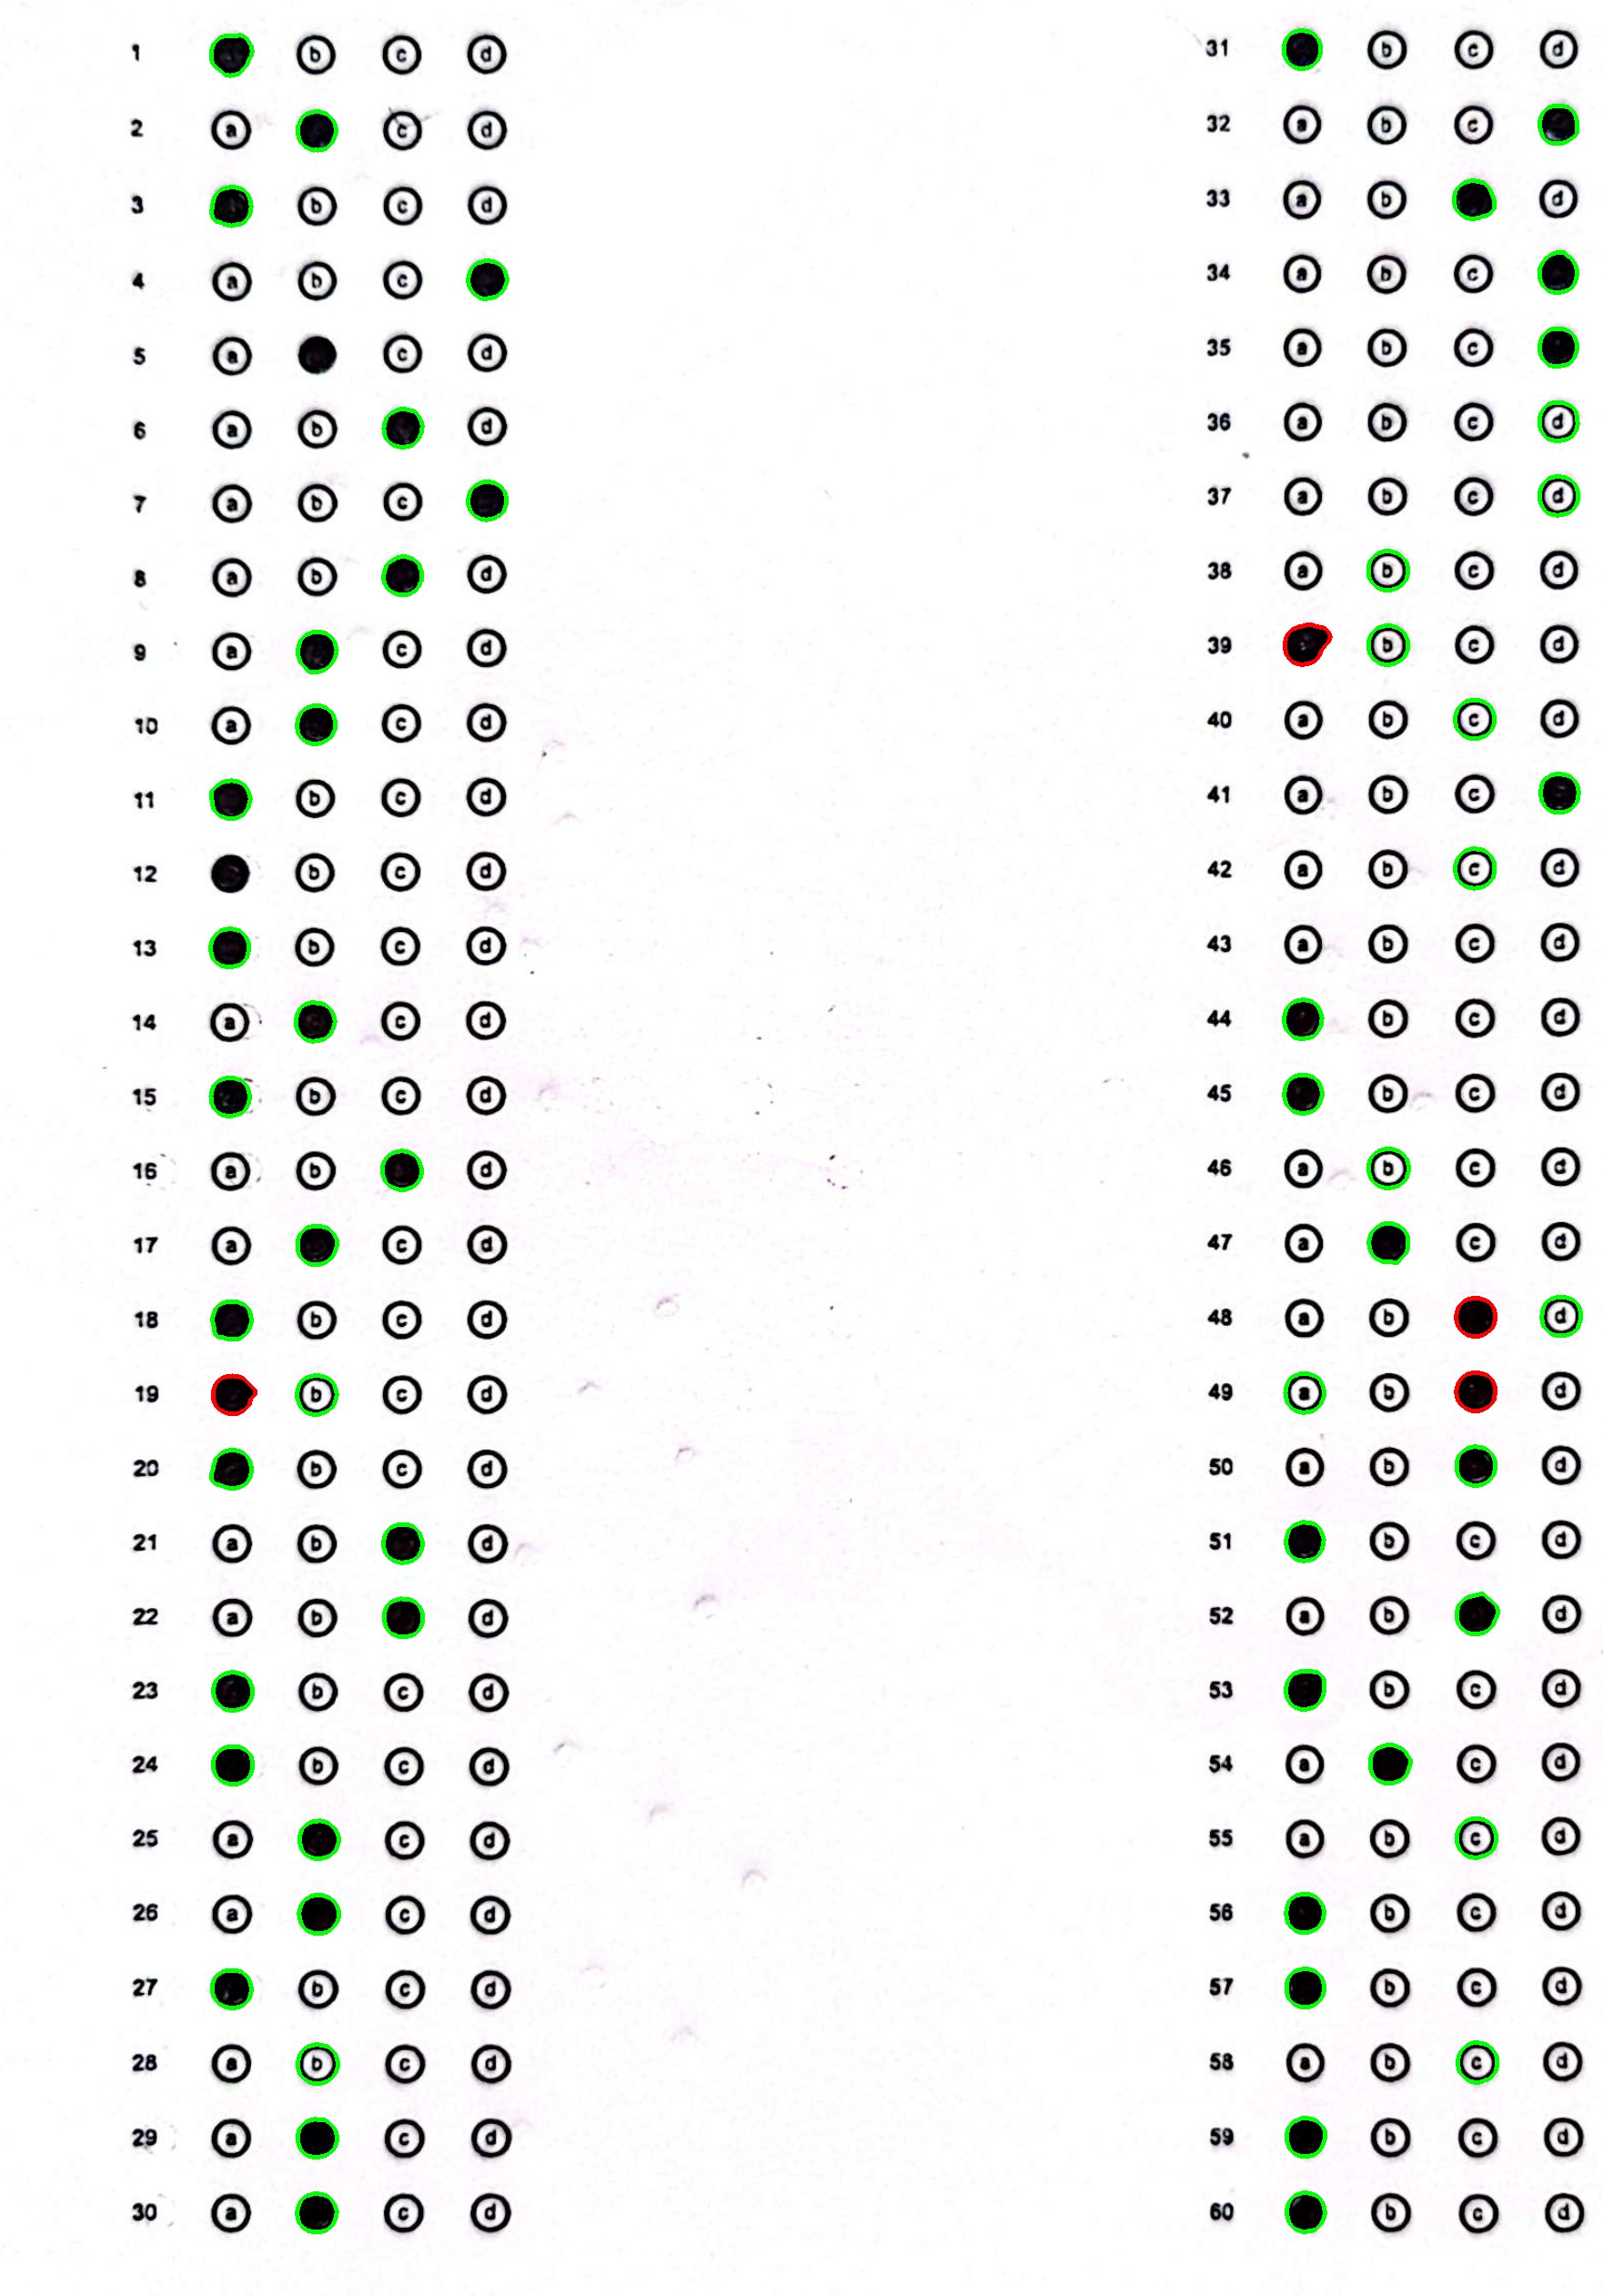 1 b c d
2 a c d
3 b c d
4 a b c
5 a c d
6 a b d
7 a b c
8 a b d
9 a c d
10 a c d
11 b c d
12 b c d
13 b c d
14 a c d
15 b c d
16 a b d
17 a c d
18 b c d
19 b c d
20 b c d
21 a b d
22 a b d
23 b c d
24 b c d
25 a c d
26 a c d
27 b c d
28 a b c d
29 a c d
30 a c d
31 b c d
32 a b c
33 a b d
34 a b c
35 a b c
36 a b c d
37 a b c d
38 a b c d
39 b c d
40 a b c d
41 a b c
42 a b c d
43 a b c d
44 b c d
45 b c d
46 a b c d
47 a c d
48 a b d
49 a b d
50 a b d
51 b c d
52 a b d
53 b c d
54 a c d
55 a b c d
56 b c d
57 b c d
58 a b c d
59 b c d
60 b c d